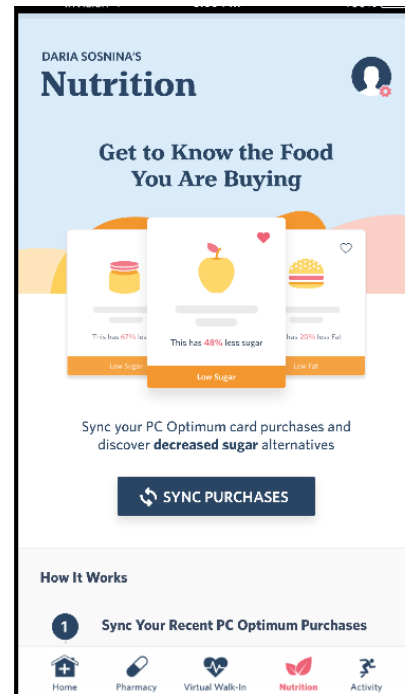 DARIA SOSNINA'S
Nutrition
Get to Know the Food
You Are Buying
This has 67% les
This has 48% less sugar
has 20% less Fat
Low Sugar
Low Sugar
Low Fat
Sync your PC Optimum card purchases and
discover decreased sugar alternatives
SYNC PURCHASES
How It Works
1 Sync Your Recent PC Optimum Purchases
Home Pharmacy Virtual Walk-In Nutrition Activity